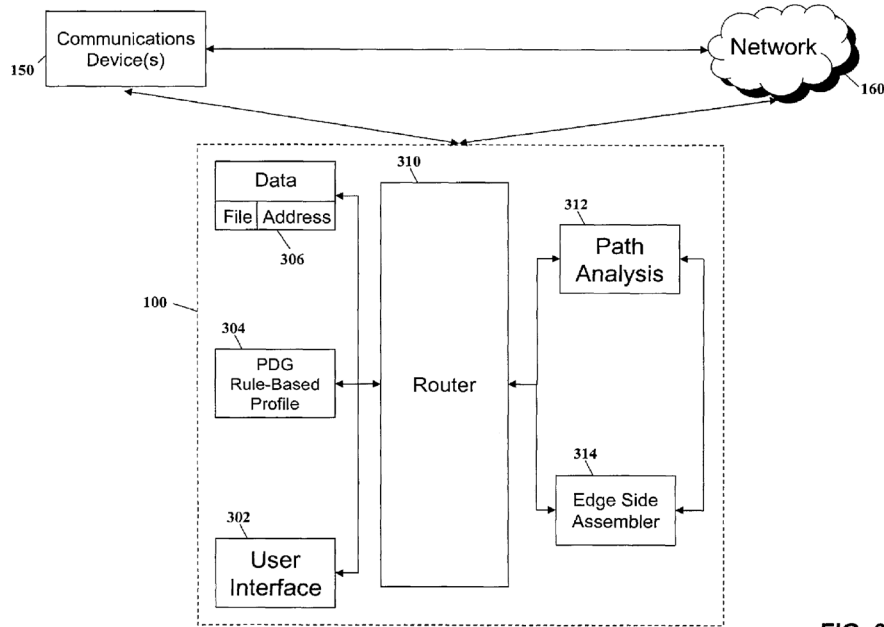 Communications
Device(s)
150
Network
160
Data
File Address
306
310
312
Path
Analysis
100
304
PDG
Rule-Based
Profile
Router
314
Edge Side
Assembler
302
User
Interface